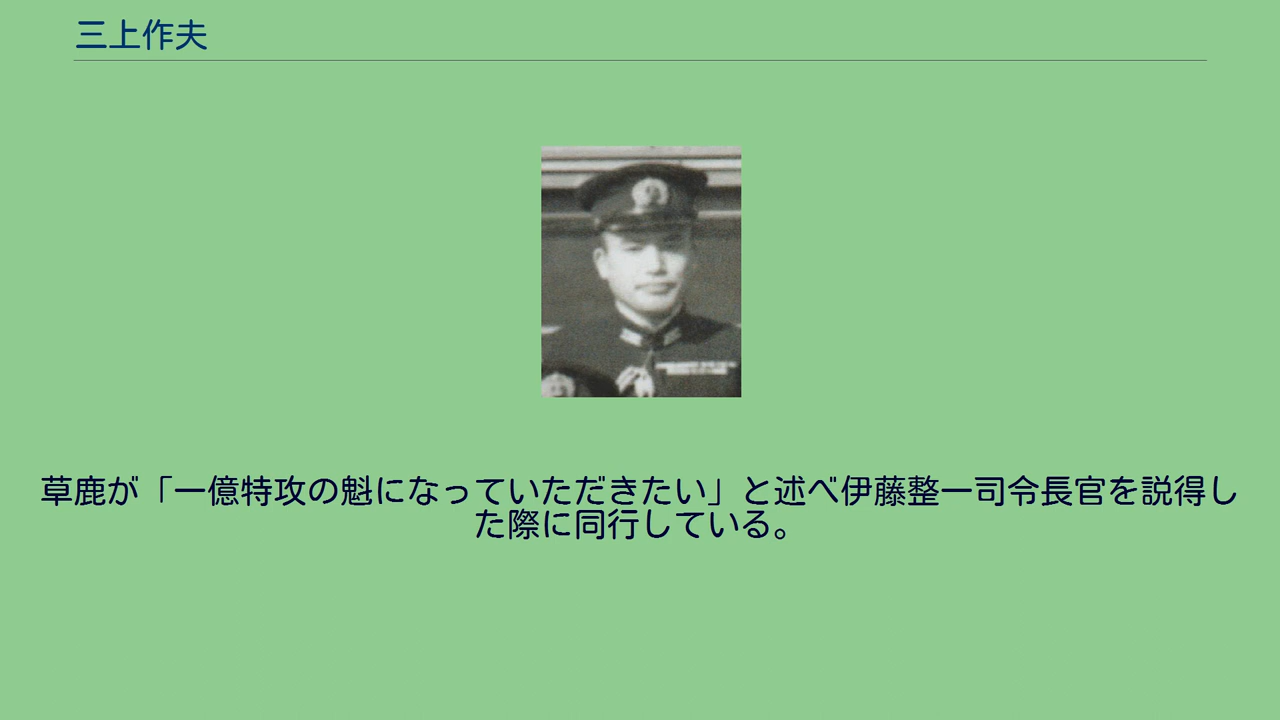 三上作夫
草鹿が「一億特攻の魁になっていただきたい」と述べ伊藤整一司令長官を説得し
た際に同行している。